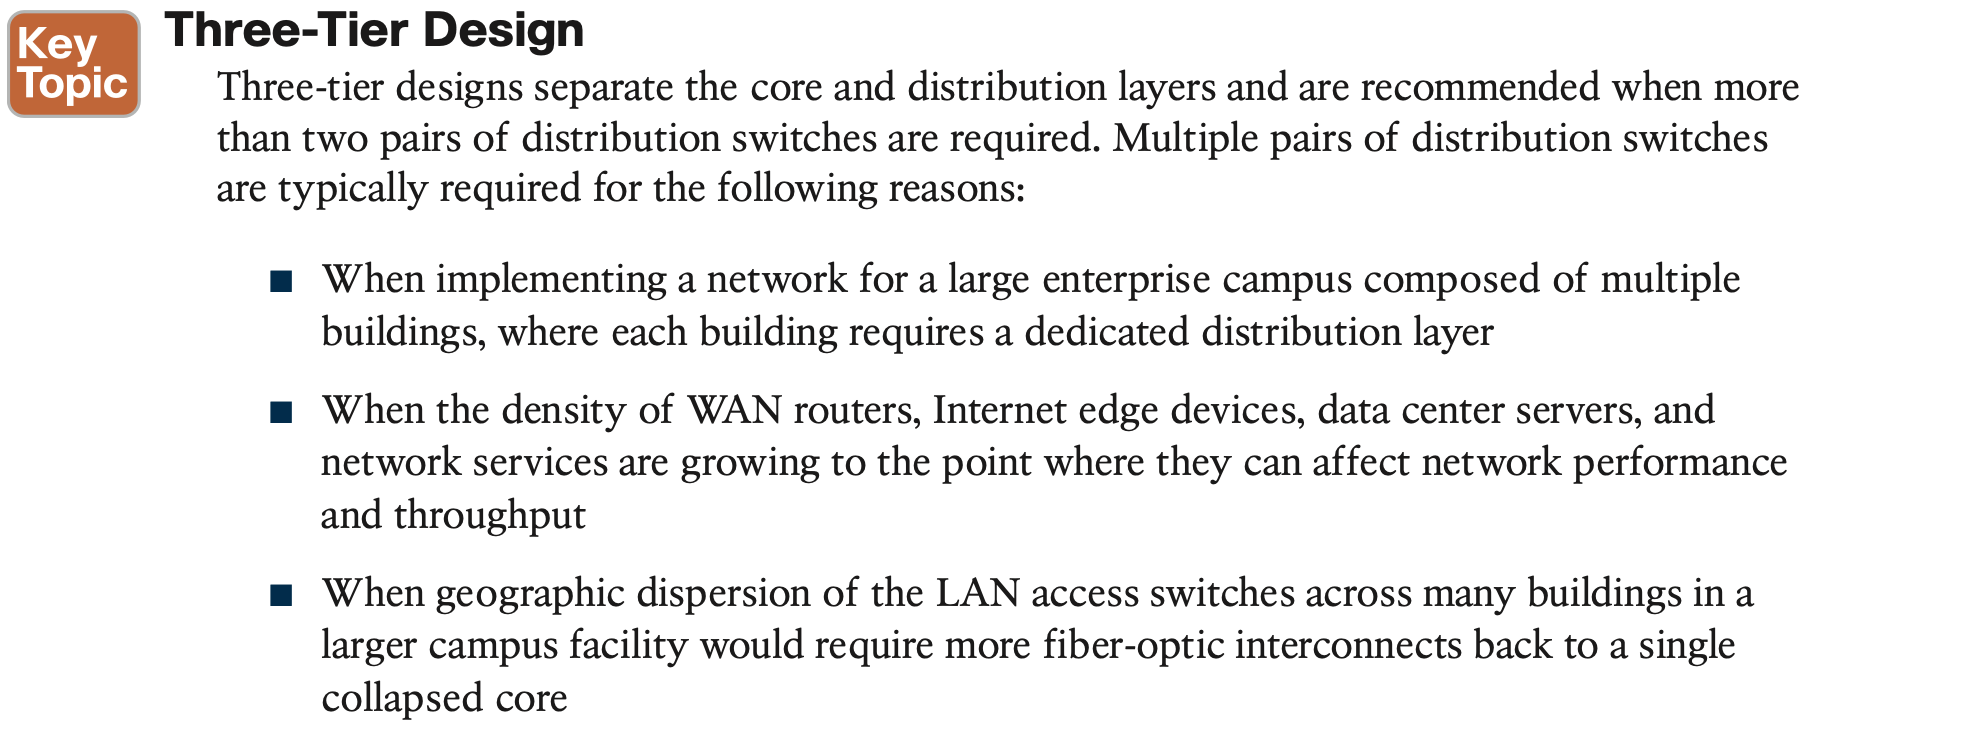 Key
Topic
Three-Tier Design
Three-tier designs separate the core and distribution layers and are recommended when more
than two pairs of distribution switches are required. Multiple pairs of distribution switches
are typically required for the following reasons:
■ When implementing a network for a large enterprise campus composed of multiple
buildings, where each building requires a dedicated distribution layer
■ When the density of WAN routers, Internet edge devices, data center servers, and
network services are growing to the point where they can affect network performance
and throughput
■ When geographic dispersion of the LAN access switches across many buildings in a
larger campus facility would require more fiber-optic interconnects back to a single
collapsed core